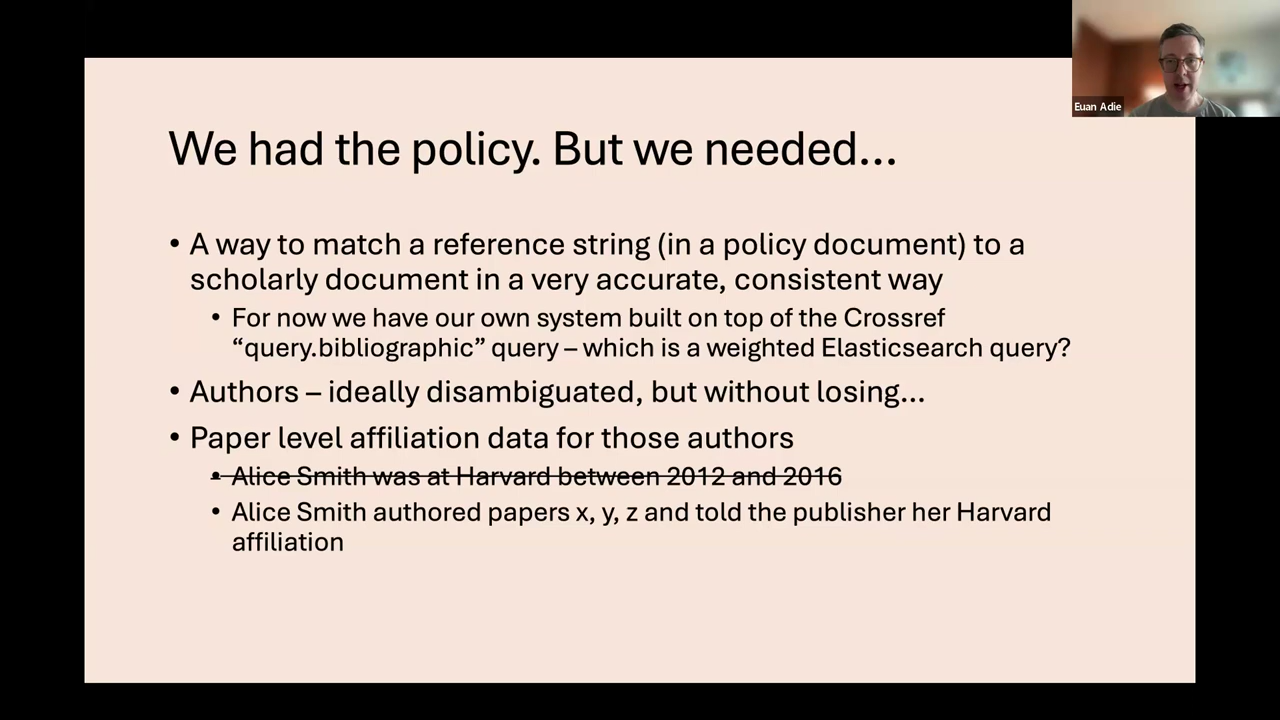 Euan Adie
We had the policy. But we needed...
• A way to match a reference string (in a policy document) to a
scholarly document in a very accurate, consistent way
• For now we have our own system built on top of the Crossref
“query.bibliographic” query – which is a weighted Elasticsearch query?
• Authors – ideally disambiguated, but without losing...
• Paper level affiliation data for those authors
• Alice Smith was at Harvard between 2012 and 2016
• Alice Smith authored papers x, y, z and told the publisher her Harvard
affiliation